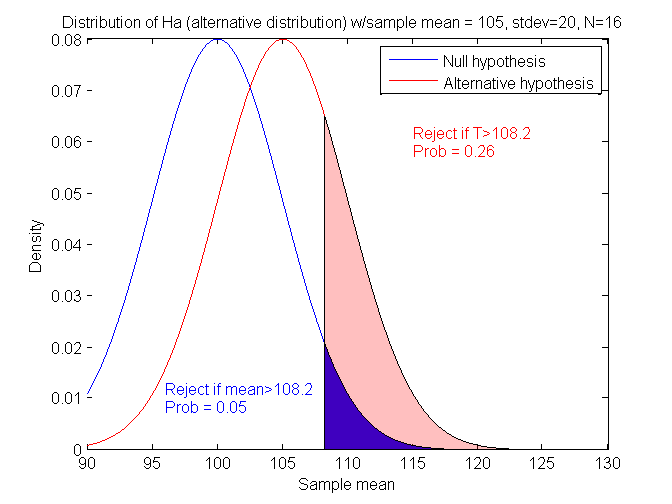 Distribution of Ha (alternative distribution) w/sample mean = 105, stdev=20, N=16
Null hypothesis
Alternative hypothesis
Reject if T>108.2
Prob = 0.26
Reject if mean>108.2
Prob = 0.05
Density
0.08
0.07
0.06
0.05
0.04
0.03
0.02
0.01
0
90 95 100 105 110 115 120 125 130
Sample mean